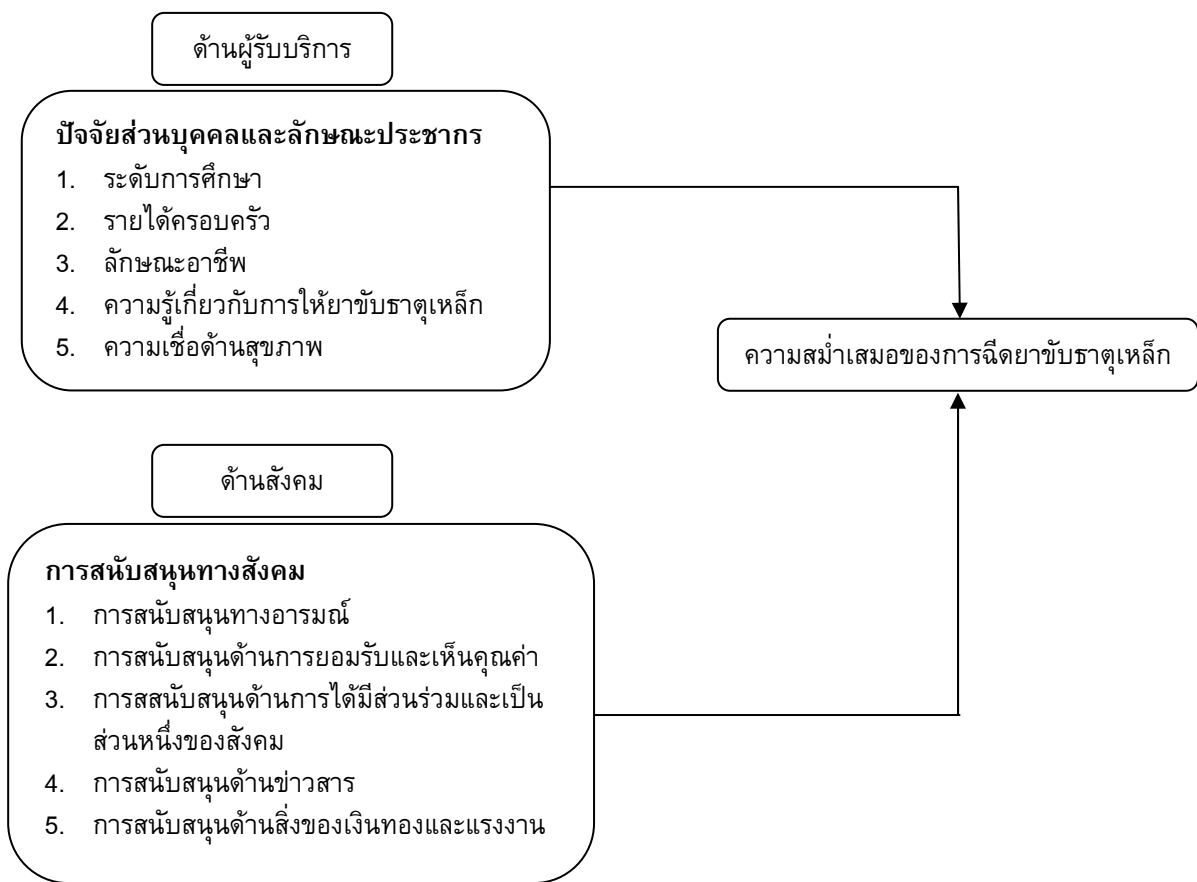 ด้านผู้รับบริการ
ปัจจัยส่วนบุคคลและลักษณะประชากร
1. ระดับการศึกษา
2. รายได้ครอบครัว
3. ลักษณะอาชีพ
4. ความรู้เกี่ยวกับการให้ยาขับธาตุเหล็ก
5. ความเชื่อด้านสุขภาพ
ความสม่ำเสมอของการฉีดยาขับธาตุเหล็ก
ด้านสังคม
การสนับสนุนทางสังคม
1. การสนับสนุนทางอารมณ์
2. การสนับสนุนด้านการยอมรับและเห็นคุณค่า
3. การสสนับสนุนด้านการได้มีส่วนร่วมและเป็น
ส่วนหนึ่งของสังคม
4. การสนับสนุนด้านข่าวสาร
5. การสนับสนุนด้านสิ่งของเงินทองและแรงงาน